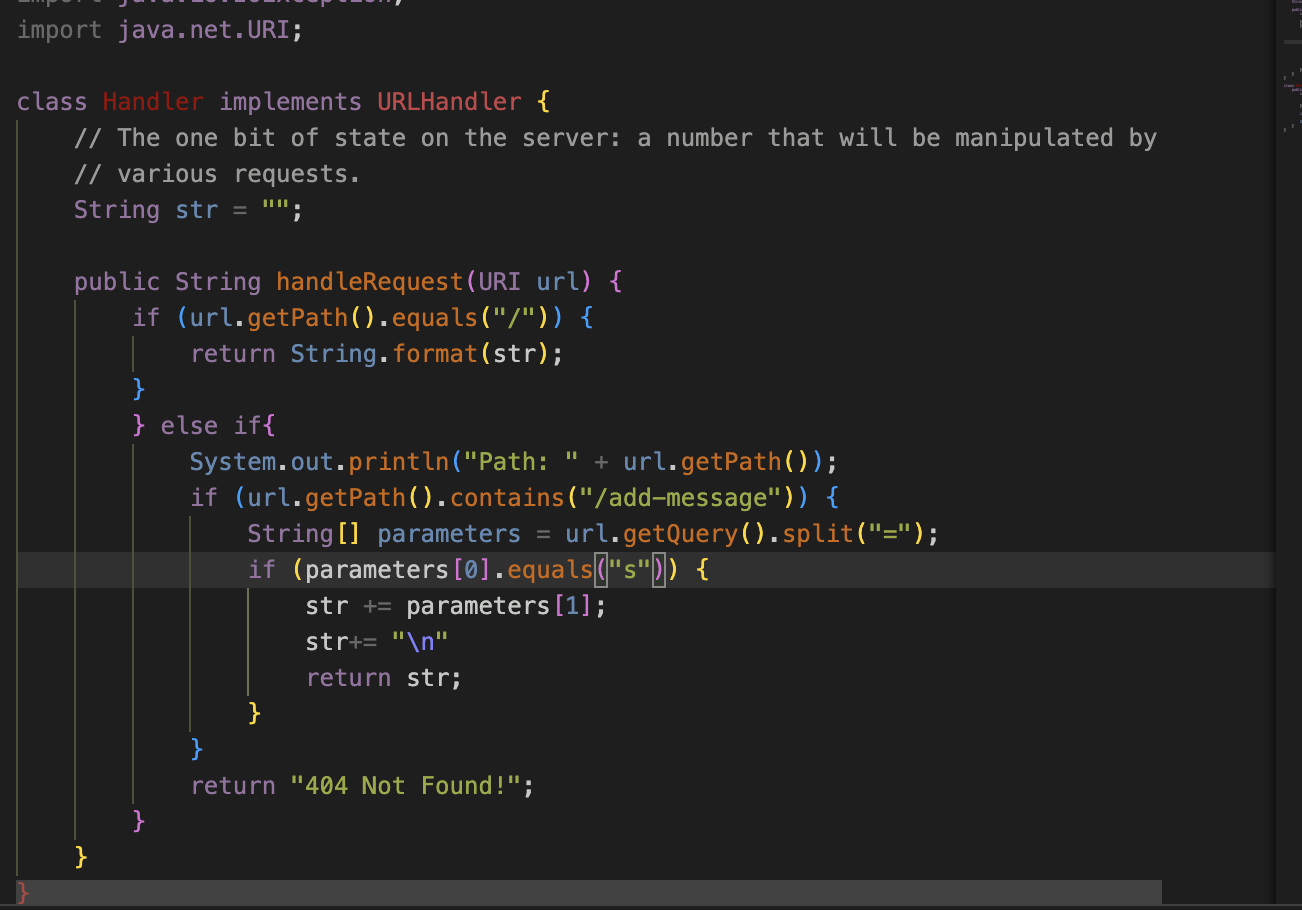 import java.io.IOException;
import java.net.URI;

class Handler implements URLHandler {
    // The one bit of state on the server: a number that will be manipulated by
    // various requests.
    String str = "";

    public String handleRequest(URI url) {
        if (url.getPath().equals("/")) {
            return String.format(str);
        }
        } else if{
            System.out.println("Path: " + url.getPath());
            if (url.getPath().contains("/add-message")) {
                String[] parameters = url.getQuery().split("=");
                if (parameters[0].equals("s")) {
                    str += parameters[1];
                    str+= "\n"
                    return str;
                }
            }
            return "404 Not Found!";
        }
    }
}